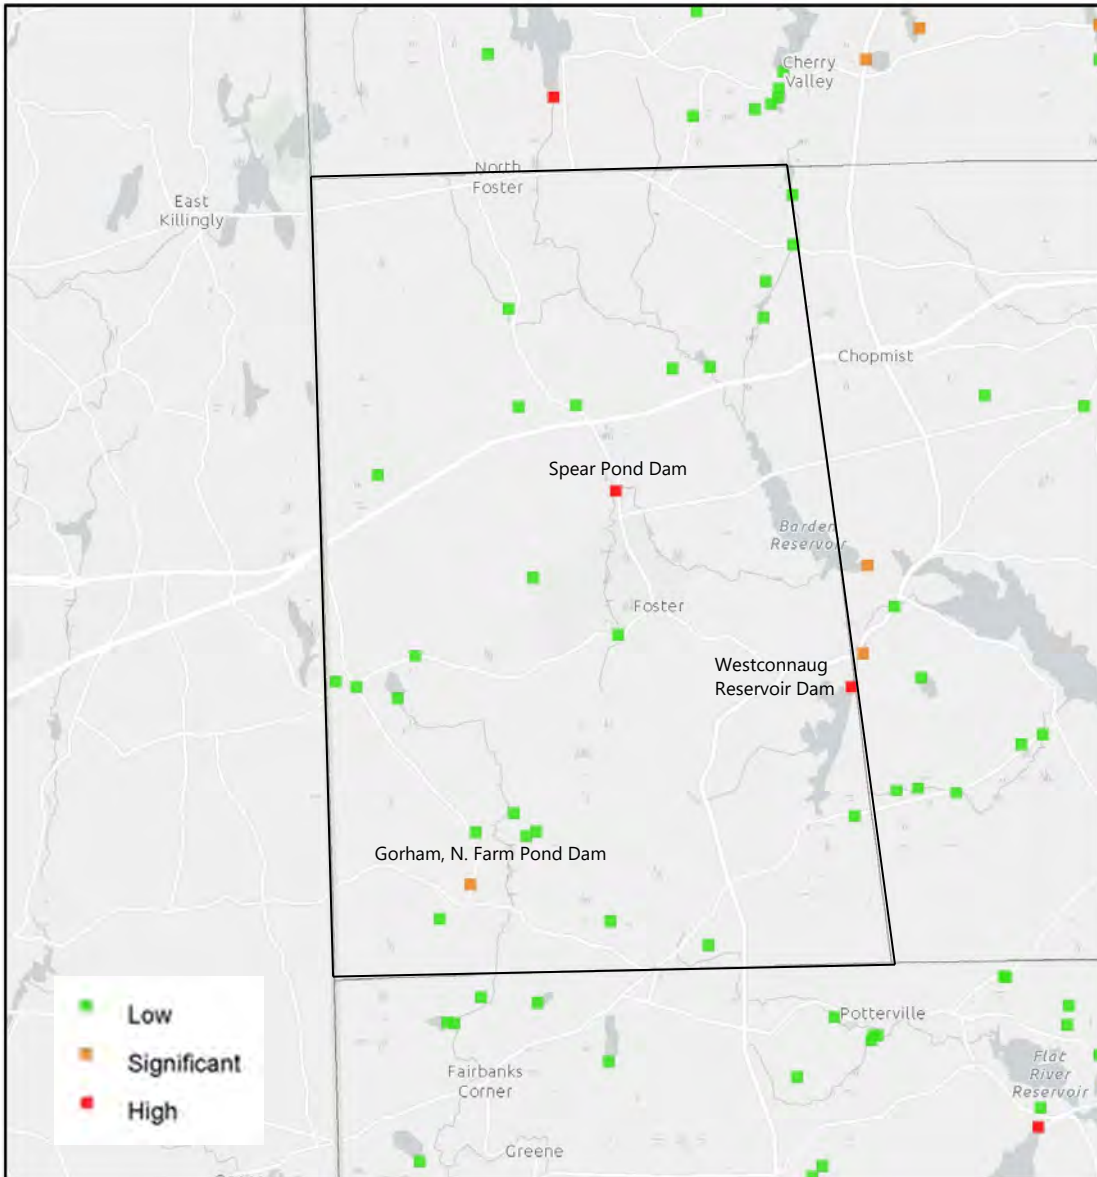 Cherry
Valley
North
Foster
East
Killingly
Chopmist
Spear Pond Dam
Barden
Reservoir
Foster
Westconnaug
Reservoir Dam
Gorham, N. Farm Pond Dam
Low
Significant
High
Potterville
Flat
River
Reservoir
Fairbanks
Corner
Greene